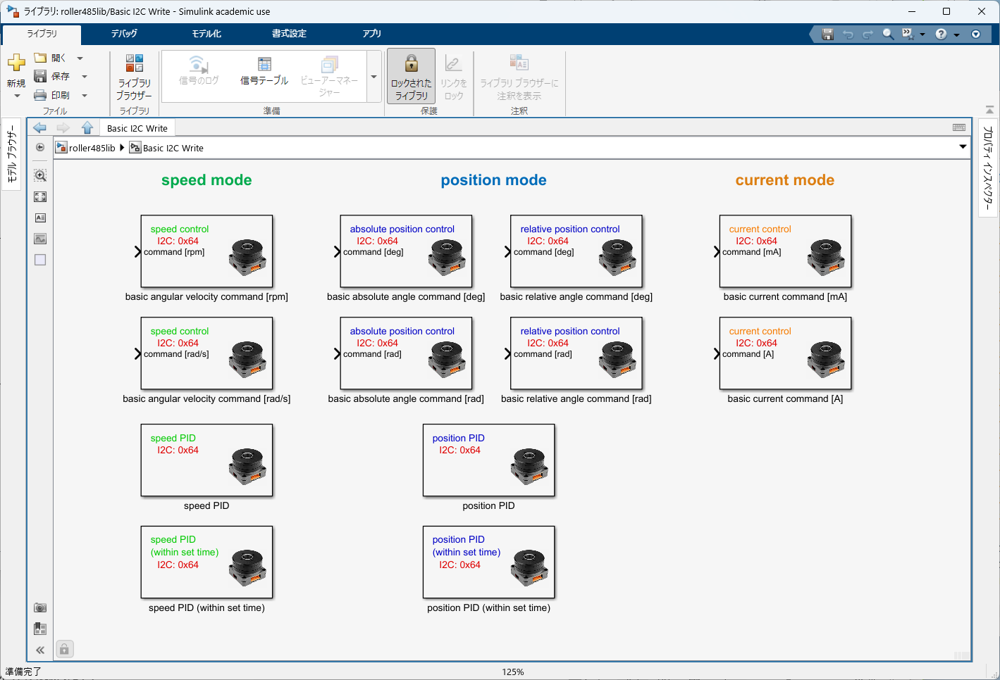 ライブラリ: roller485lib/Basic I2C Write - Simulink academic use
ライブラリ
デバッグ
モデル化
書式設定
アプリ
新規
開く
保存
印刷
ファイル
ライブラリ
ブラウザー
ライブラリ
信号のログ
信号テーブル
ビューアーマネー
ジャー
準備
ロックされた
ライブラリ
リンクを
ロック
保護
ライブラリ ブラウザーに
注釈を表示
注釈
モデル ブラウザー
Basic I2C Write
プロパティ インスペクター
roller485lib
Basic I2C Write
speed mode
position mode
current mode
speed control
I2C: 0x64
command [rpm]
basic angular velocity command [rpm]
absolute position control
I2C: 0x64
command [deg]
basic absolute angle command [deg]
relative position control
I2C: 0x64
command [deg]
basic relative angle command [deg]
current control
I2C: 0x64
command [mA]
basic current command [mA]
speed control
I2C: 0x64
command [rad/s]
basic angular velocity command [rad/s]
absolute position control
I2C: 0x64
command [rad]
basic absolute angle command [rad]
relative position control
I2C: 0x64
command [rad]
basic relative angle command [rad]
current control
I2C: 0x64
command [A]
basic current command [A]
speed PID
I2C: 0x64
speed PID
position PID
I2C: 0x64
position PID
speed PID
(within set time)
I2C: 0x64
speed PID (within set time)
position PID
(within set time)
I2C: 0x64
position PID (within set time)
準備完了
125%